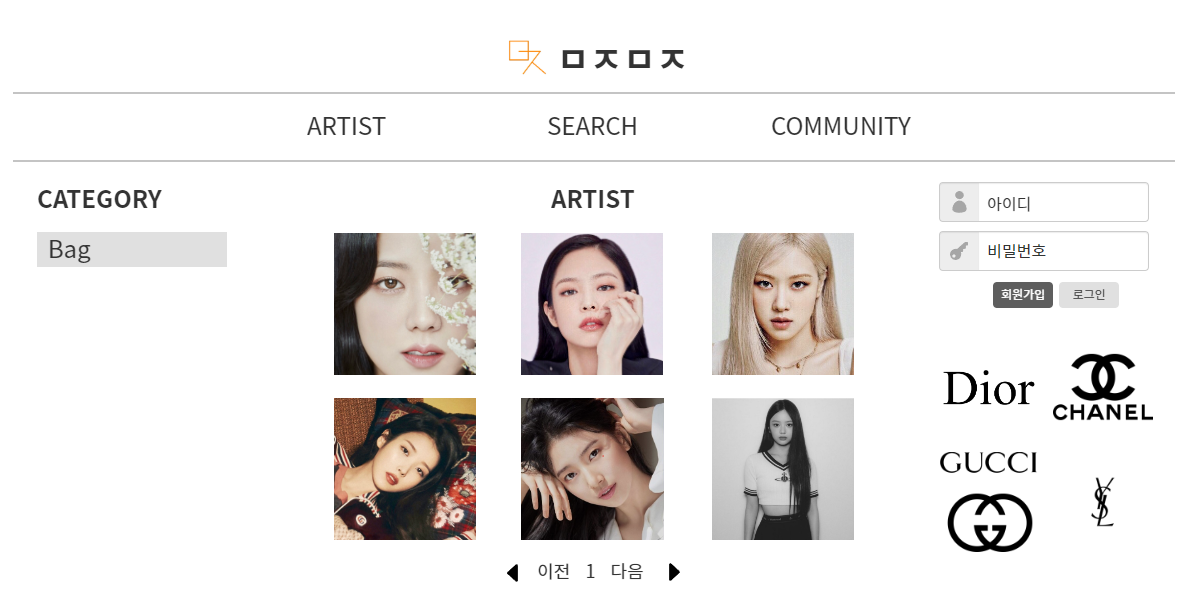 ㅁㅈㅁㅈ
ARTIST SEARCH COMMUNITY
CATEGORY
Bag
ARTIST
이전 1 다음
아이디
비밀번호
회원가입 로그인
Dior
CHANEL
GUCCI
YSL